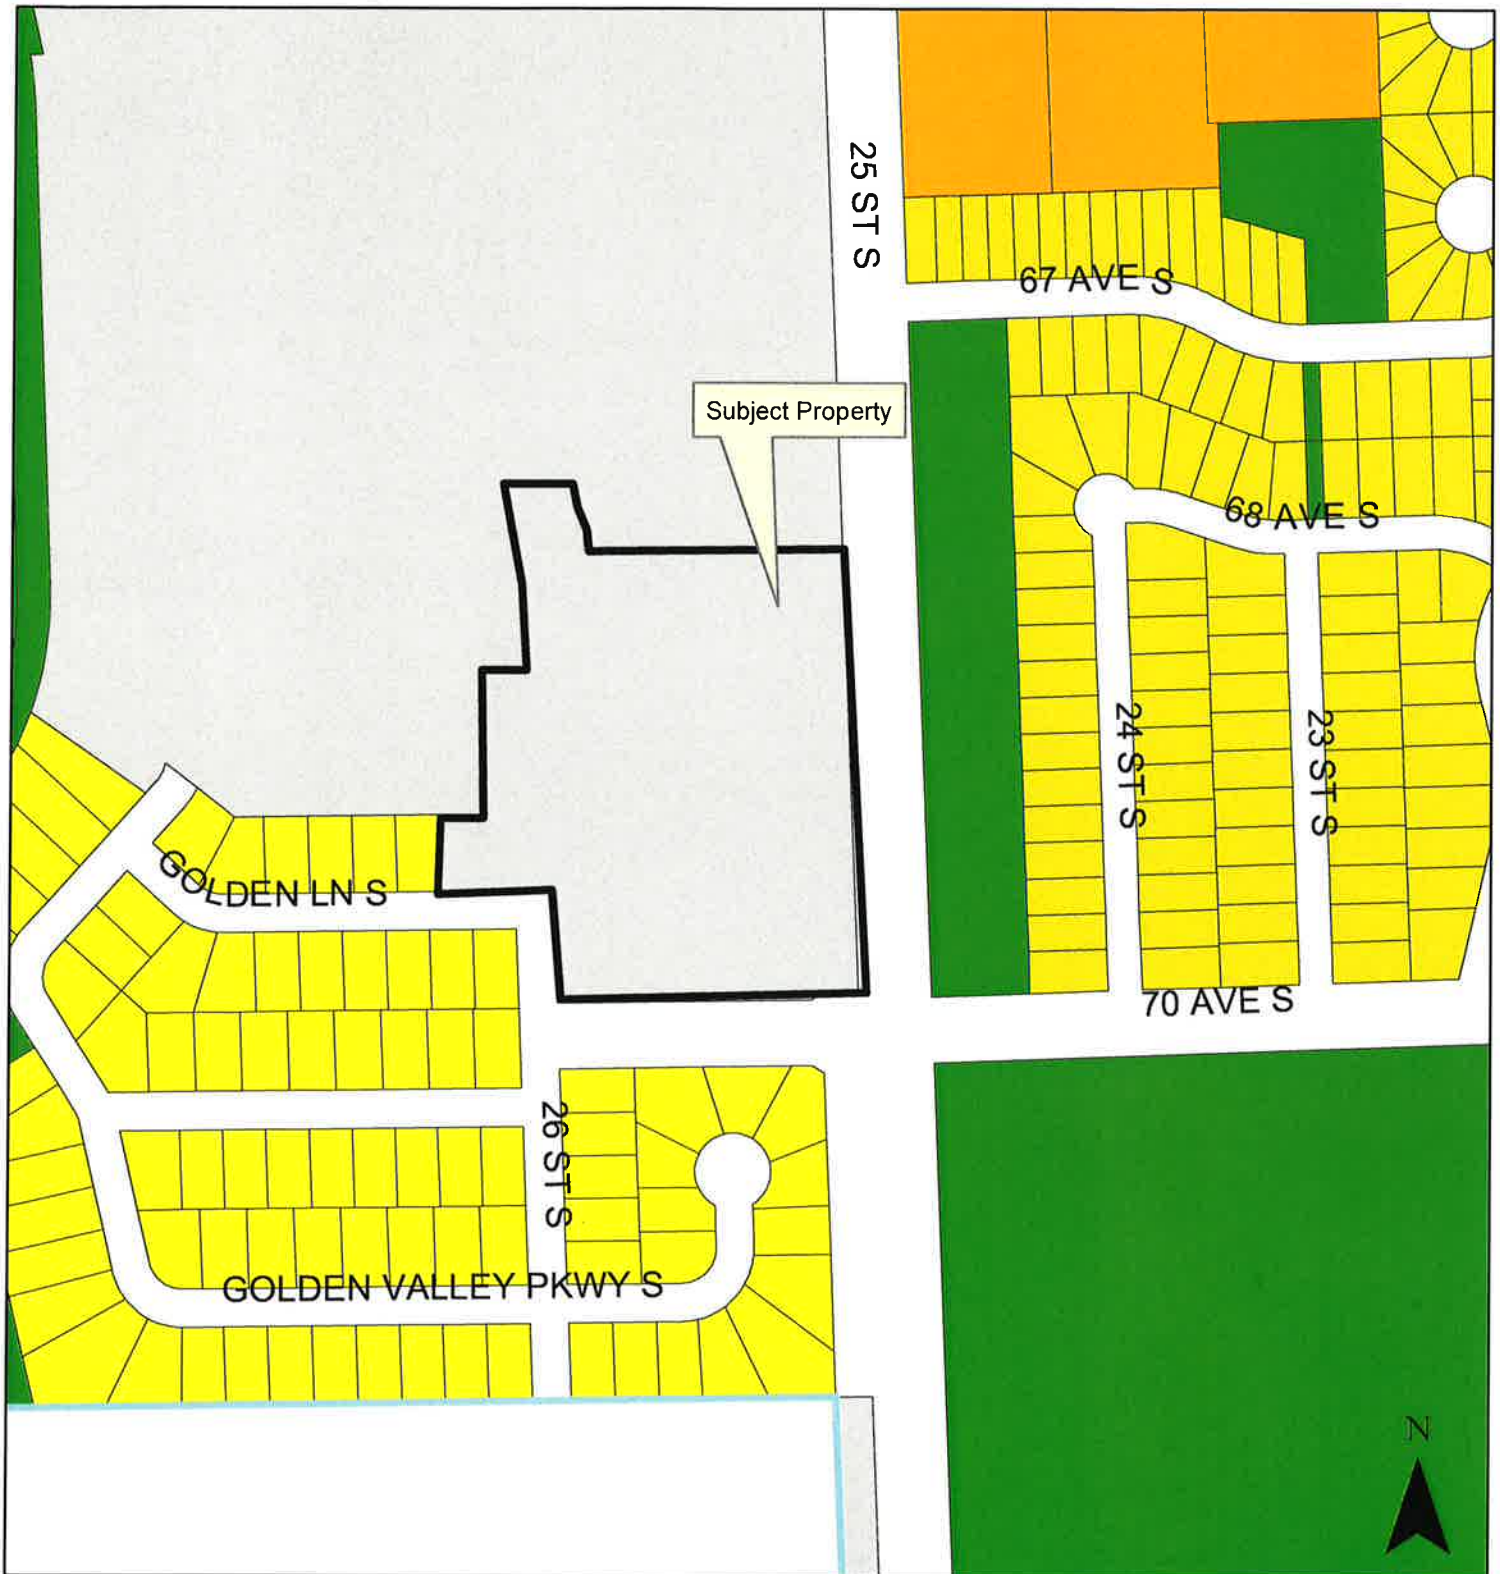 25 ST S
67 AVE S
Subject Property
68 AVE S
24 ST S
23 ST S
GOLDEN LN S
70 AVE S
26 ST S
GOLDEN VALLEY PKWY S
N